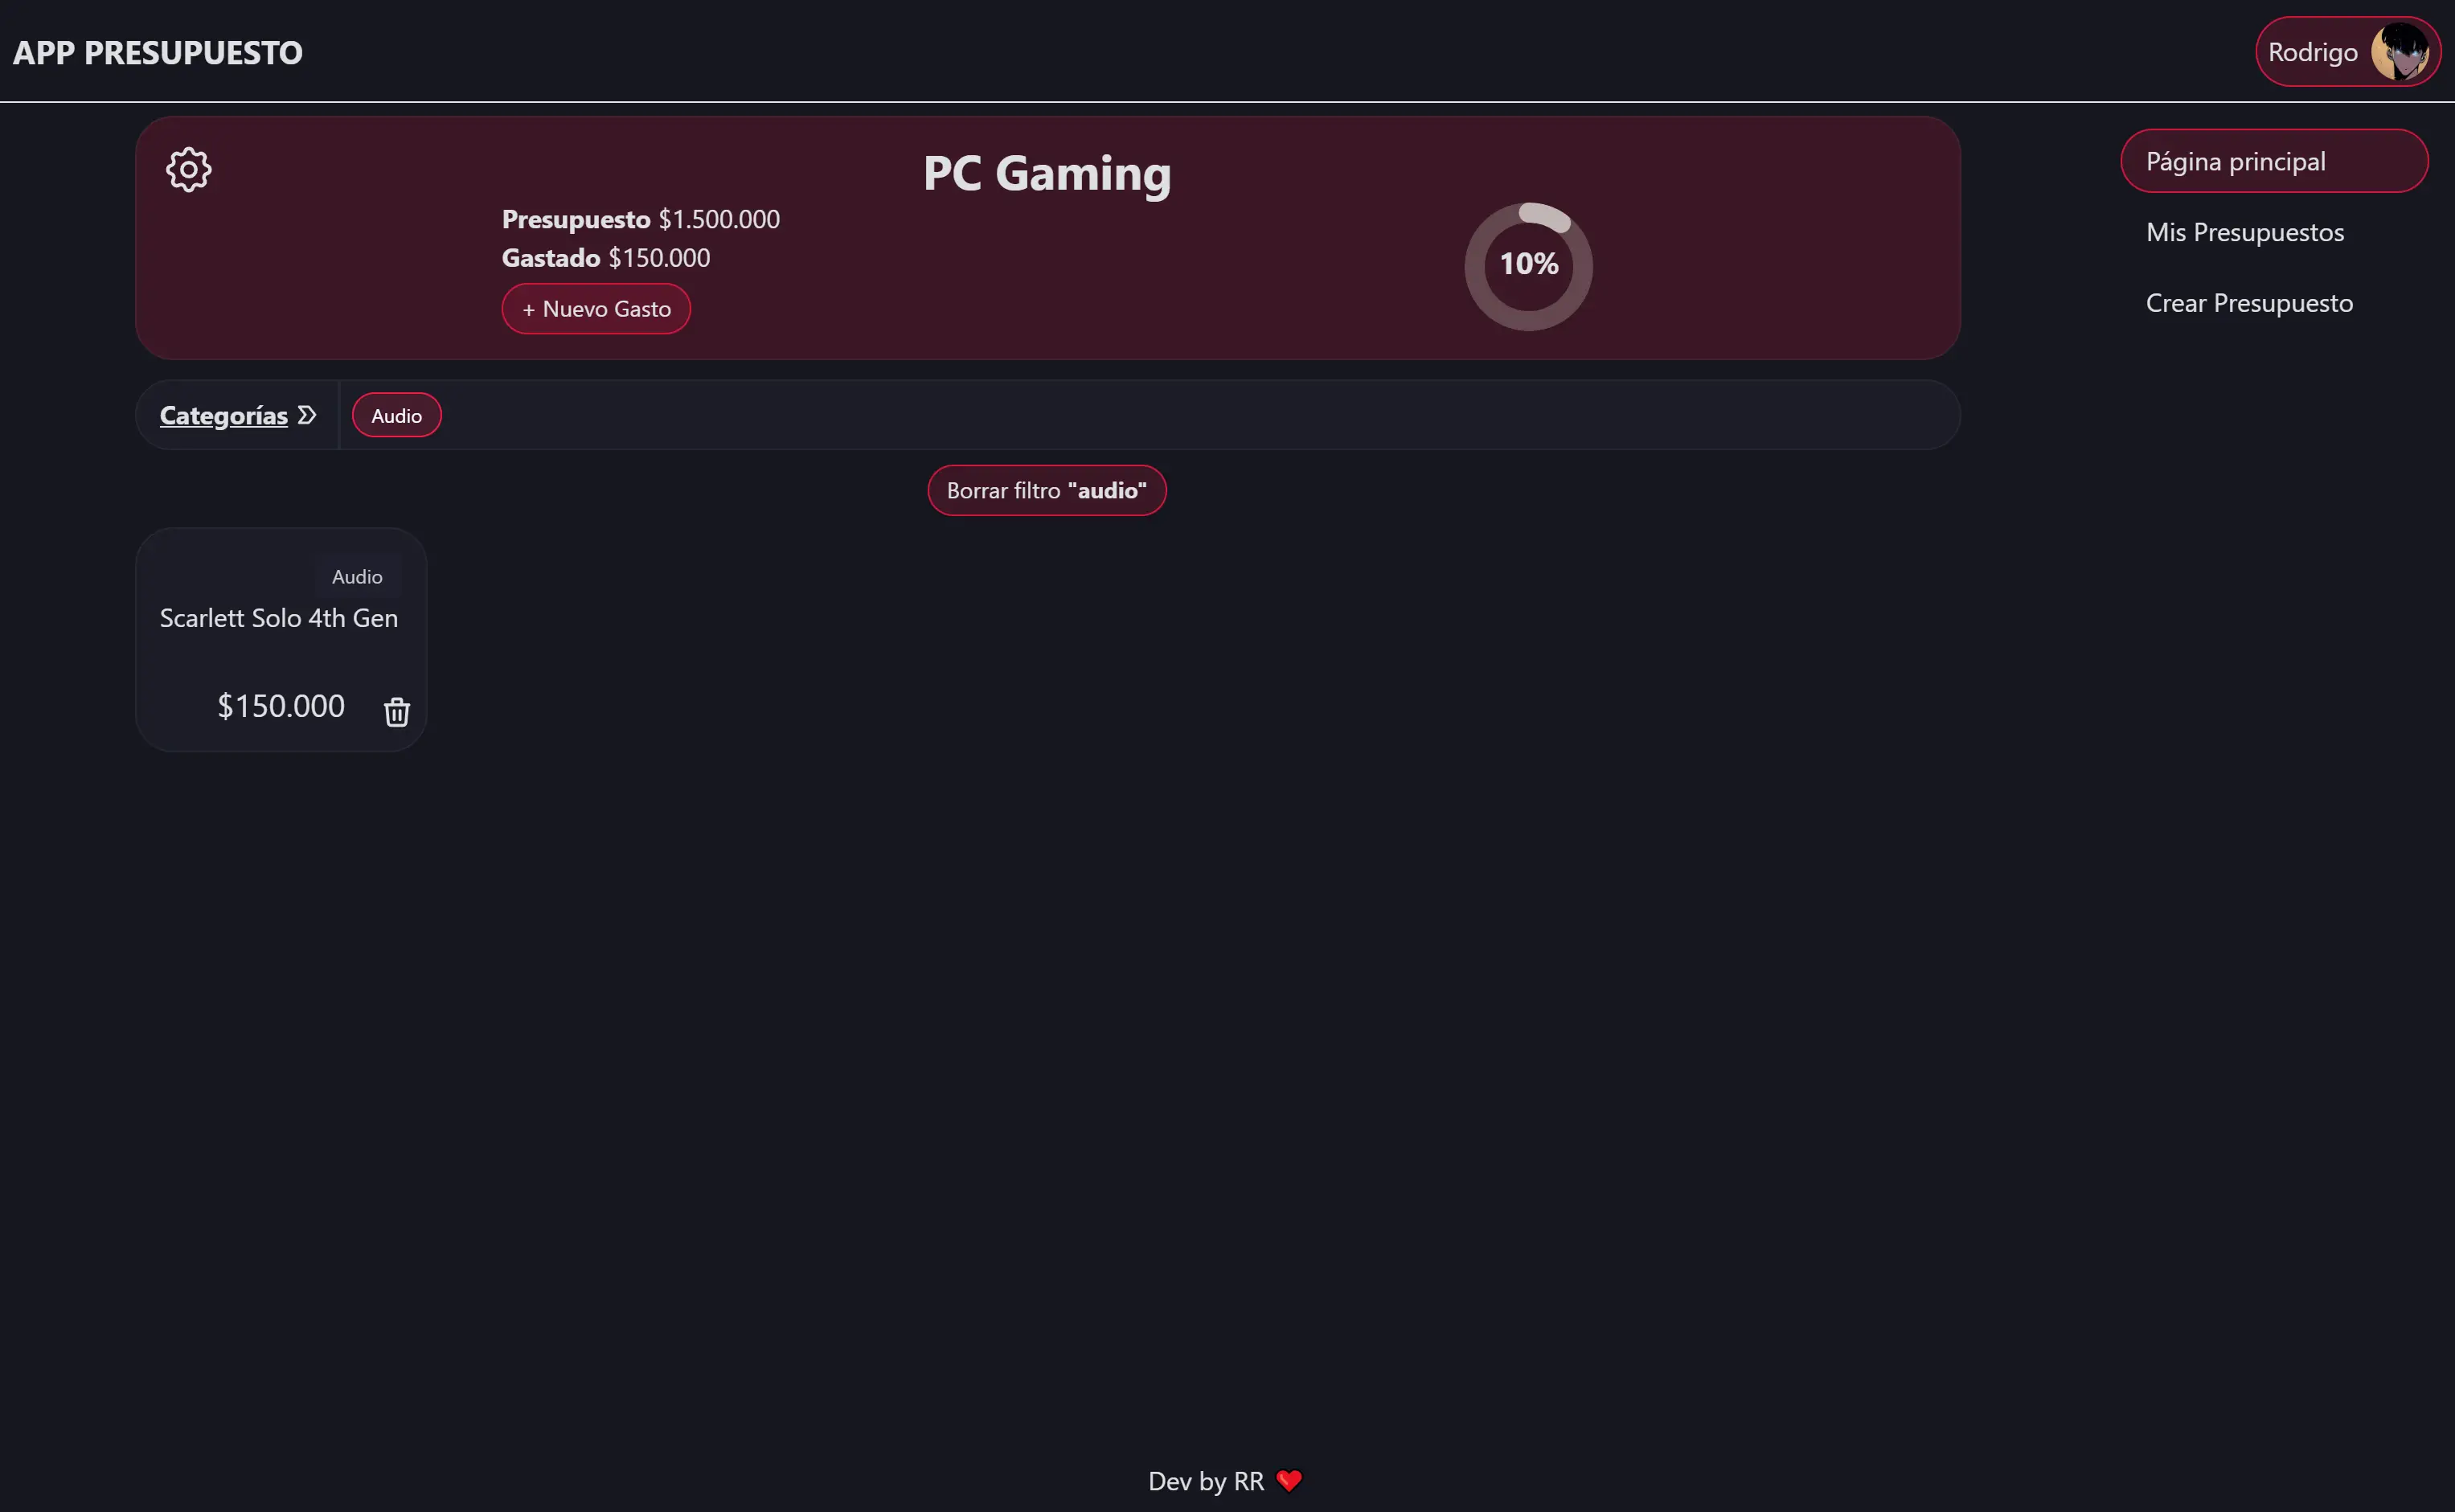 APP PRESUPUESTO
Rodrigo
PC Gaming
Presupuesto $1.500.000
Gastado $150.000
+ Nuevo Gasto
10%
Página principal
Mis Presupuestos
Crear Presupuesto
Categorías
Audio
Borrar filtro "audio"
Audio
Scarlett Solo 4th Gen
$150.000
Dev by RR ❤️